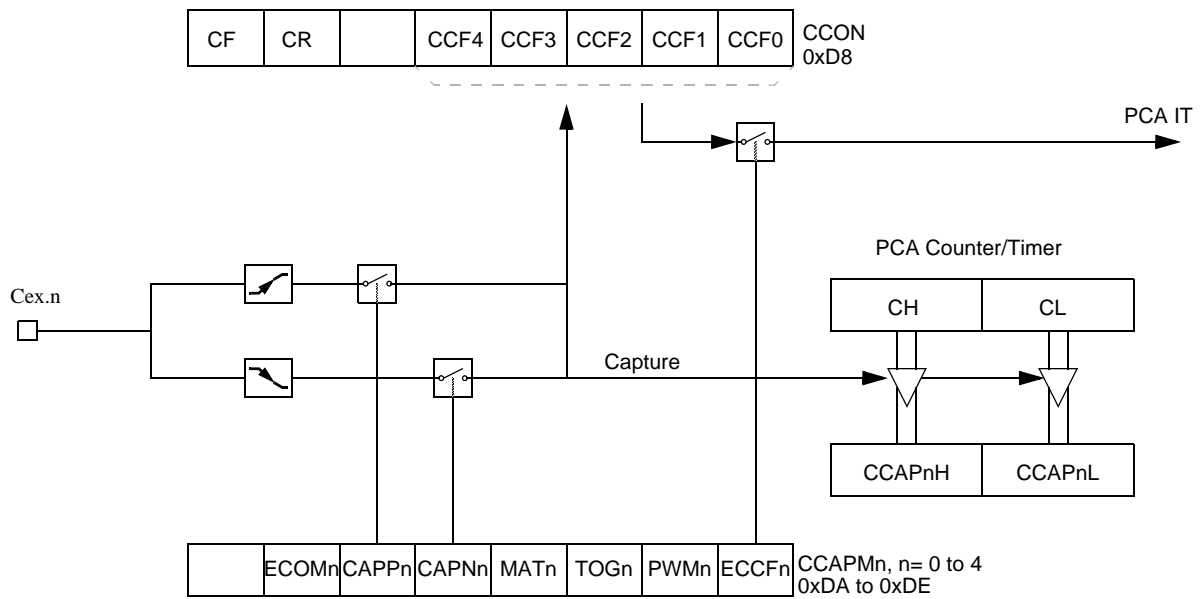 CF CR CCF4 CCF3 CCF2 CCF1 CCF0 CCON
0xD8
PCA IT
PCA Counter/Timer
Cex.n
CH CL
Capture
CCAPnH CCAPnL
ECOMn CAPPn CAPNn MATn TOGn PWMn ECCFn CCAPMn, n= 0 to 4
0xDA to 0xDE